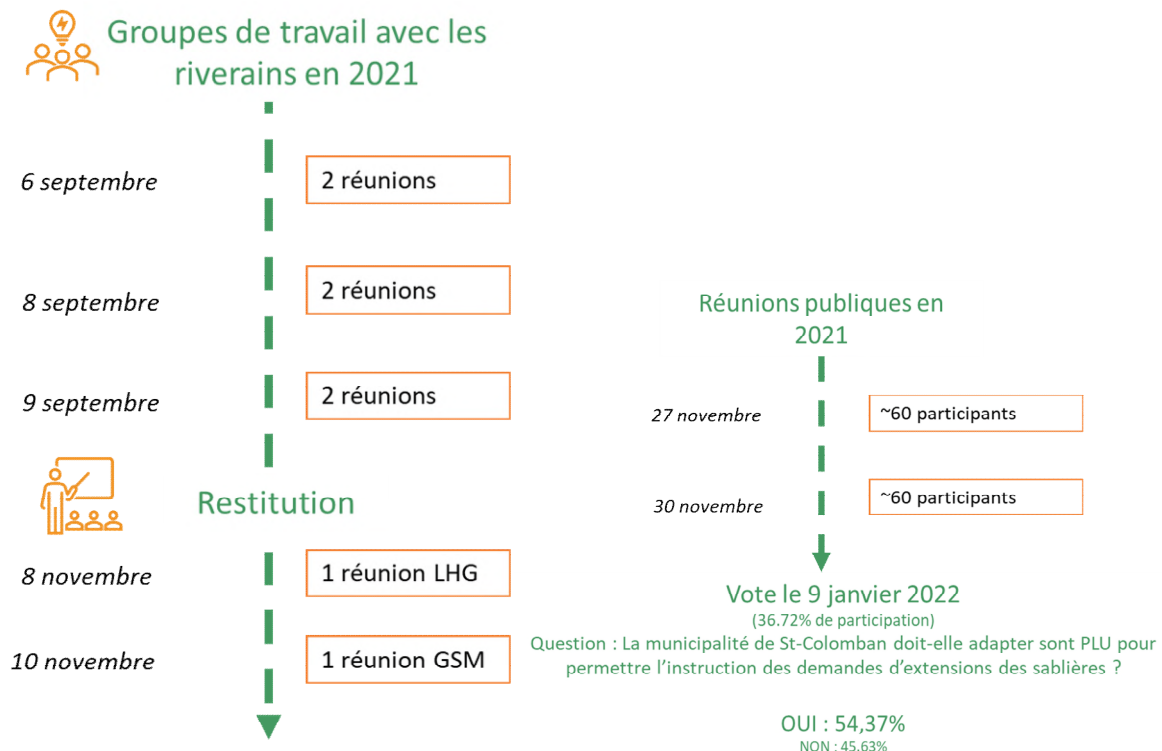 Groupes de travail avec les
riverains en 2021
6 septembre
2 réunions
8 septembre
2 réunions
9 septembre
2 réunions
Restitution
8 novembre
1 réunion LHG
10 novembre
1 réunion GSM
Réunions publiques en
2021
27 novembre
~60 participants
30 novembre
~60 participants
Vote le 9 janvier 2022
(36.72% de participation)
Question : La municipalité de St-Colomban doit-elle adapter sont PLU pour
permettre l'instruction des demandes d'extensions des sablières ?
OUI : 54,37%
NON : 45,63%